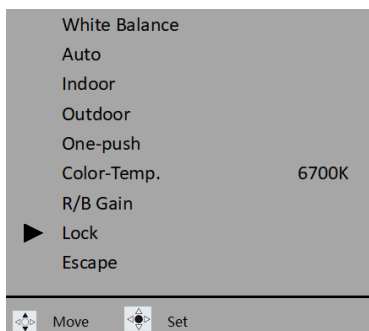 White Balance
Auto
Indoor
Outdoor
One-push
Color-Temp. 6700K
R/B Gain
Lock
Escape
Move Set